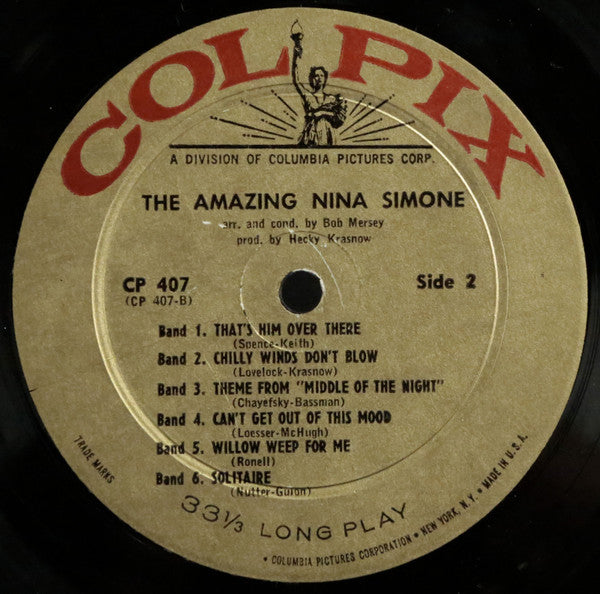 COLPIX
A DIVISION OF COLUMBIA PICTURES CORP.
THE AMAZING NINA SIMONE
arr. and cond. by Bob Mersey
prod. by Hecky Krasnow
CP 407
(CP 407-B)
Side 2
Band 1. THAT'S HIM OVER THERE
(Spence-Keith)
Band 2. CHILLY WINDS DON'T BLOW
(Lovelock-Krasnow)
Band 3. THEME FROM "MIDDLE OF THE NIGHT"
(Chayefsky-Bassman)
Band 4. CAN'T GET OUT OF THIS MOOD
(Loesser-McHugh)
Band 5. WILLOW WEEP FOR ME
(Ronell)
Band 6. SOLITAIRE
(Nutter-Guion)
33 1/3 LONG PLAY
TRADE MARKS
• COLUMBIA PICTURES CORPORATION • NEW YORK, N.Y. • MADE IN U.S.A.